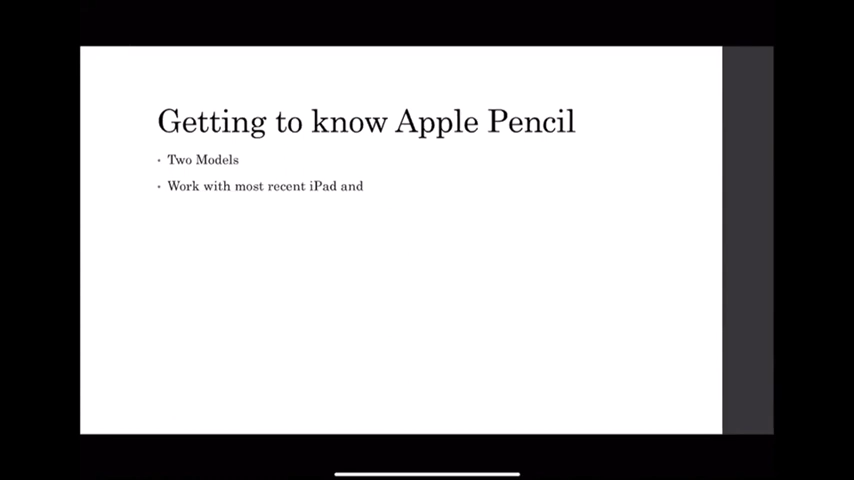 Getting to know Apple Pencil
• Two Models
• Work with most recent iPad and